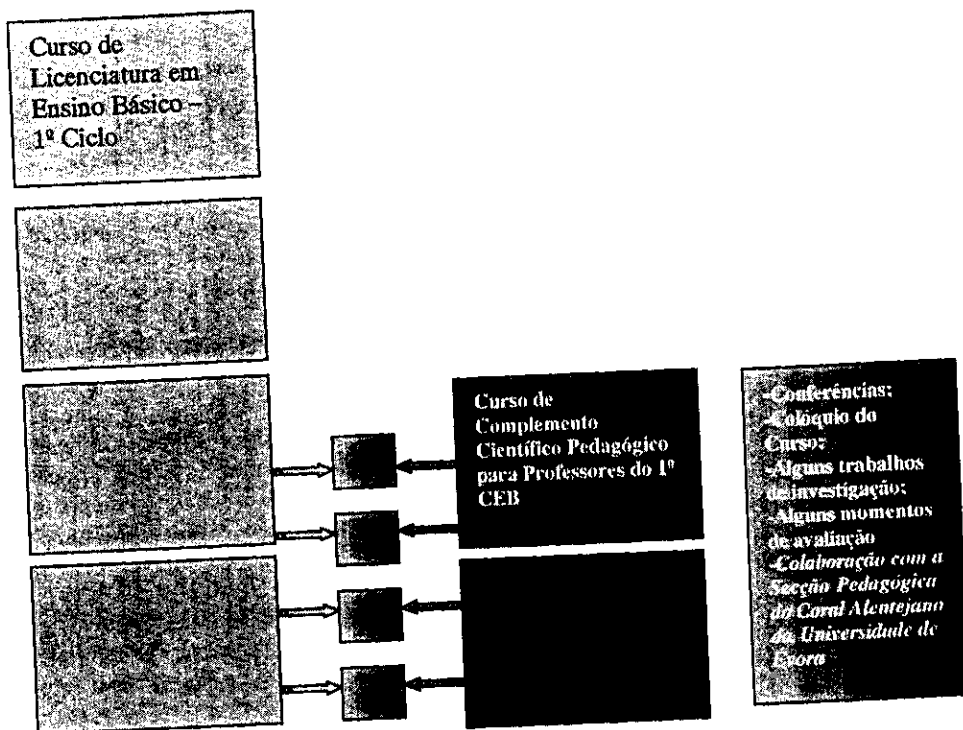 Curso de
Licenciatura em
Ensino Básico –
1º Ciclo
Curso de
Complemento
Científico Pedagógico
para Professores do 1º
CEB
-Conferências;
-Colóquio do
Curso;
-Alguns trabalhos
de investigação;
-Alguns momentos
de avaliação
-Colaboração com a
Secção Pedagógica
do Coral Alentejano
da Universidade de
Évora